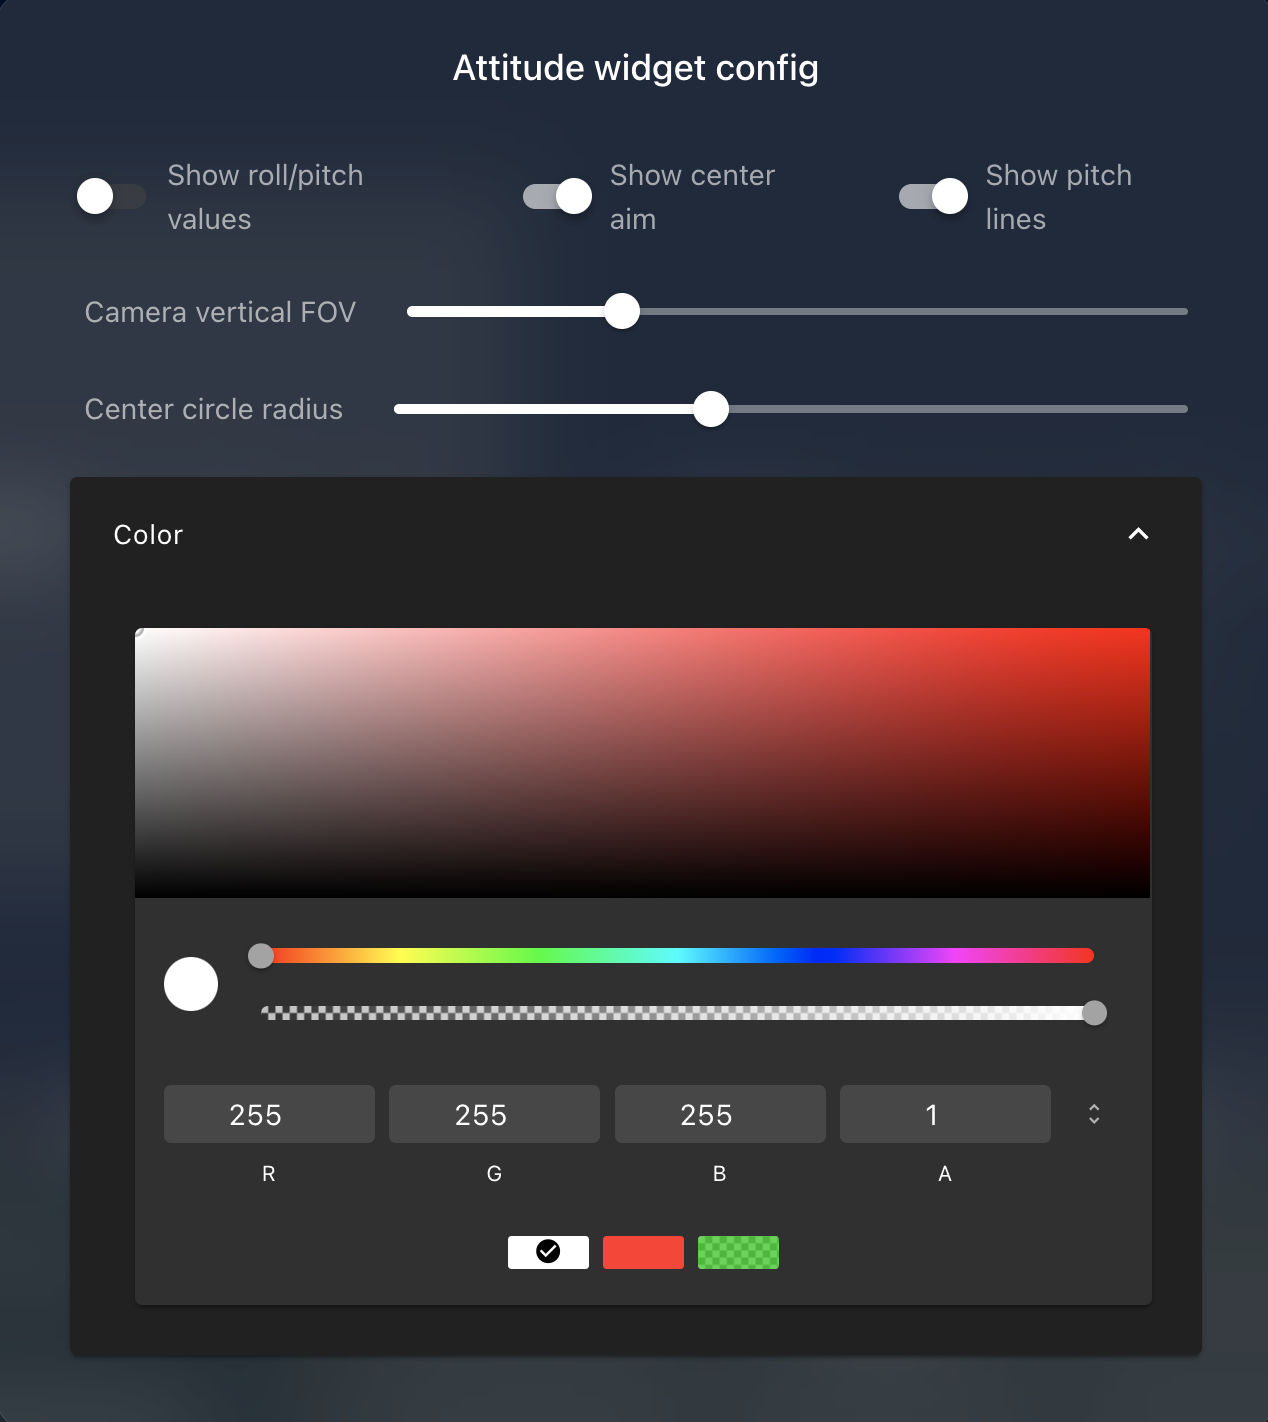 Attitude widget config
Show roll/pitch
values
Show center
aim
Show pitch
lines
Camera vertical FOV
Center circle radius
Color
255
255
255
1
R
G
B
A